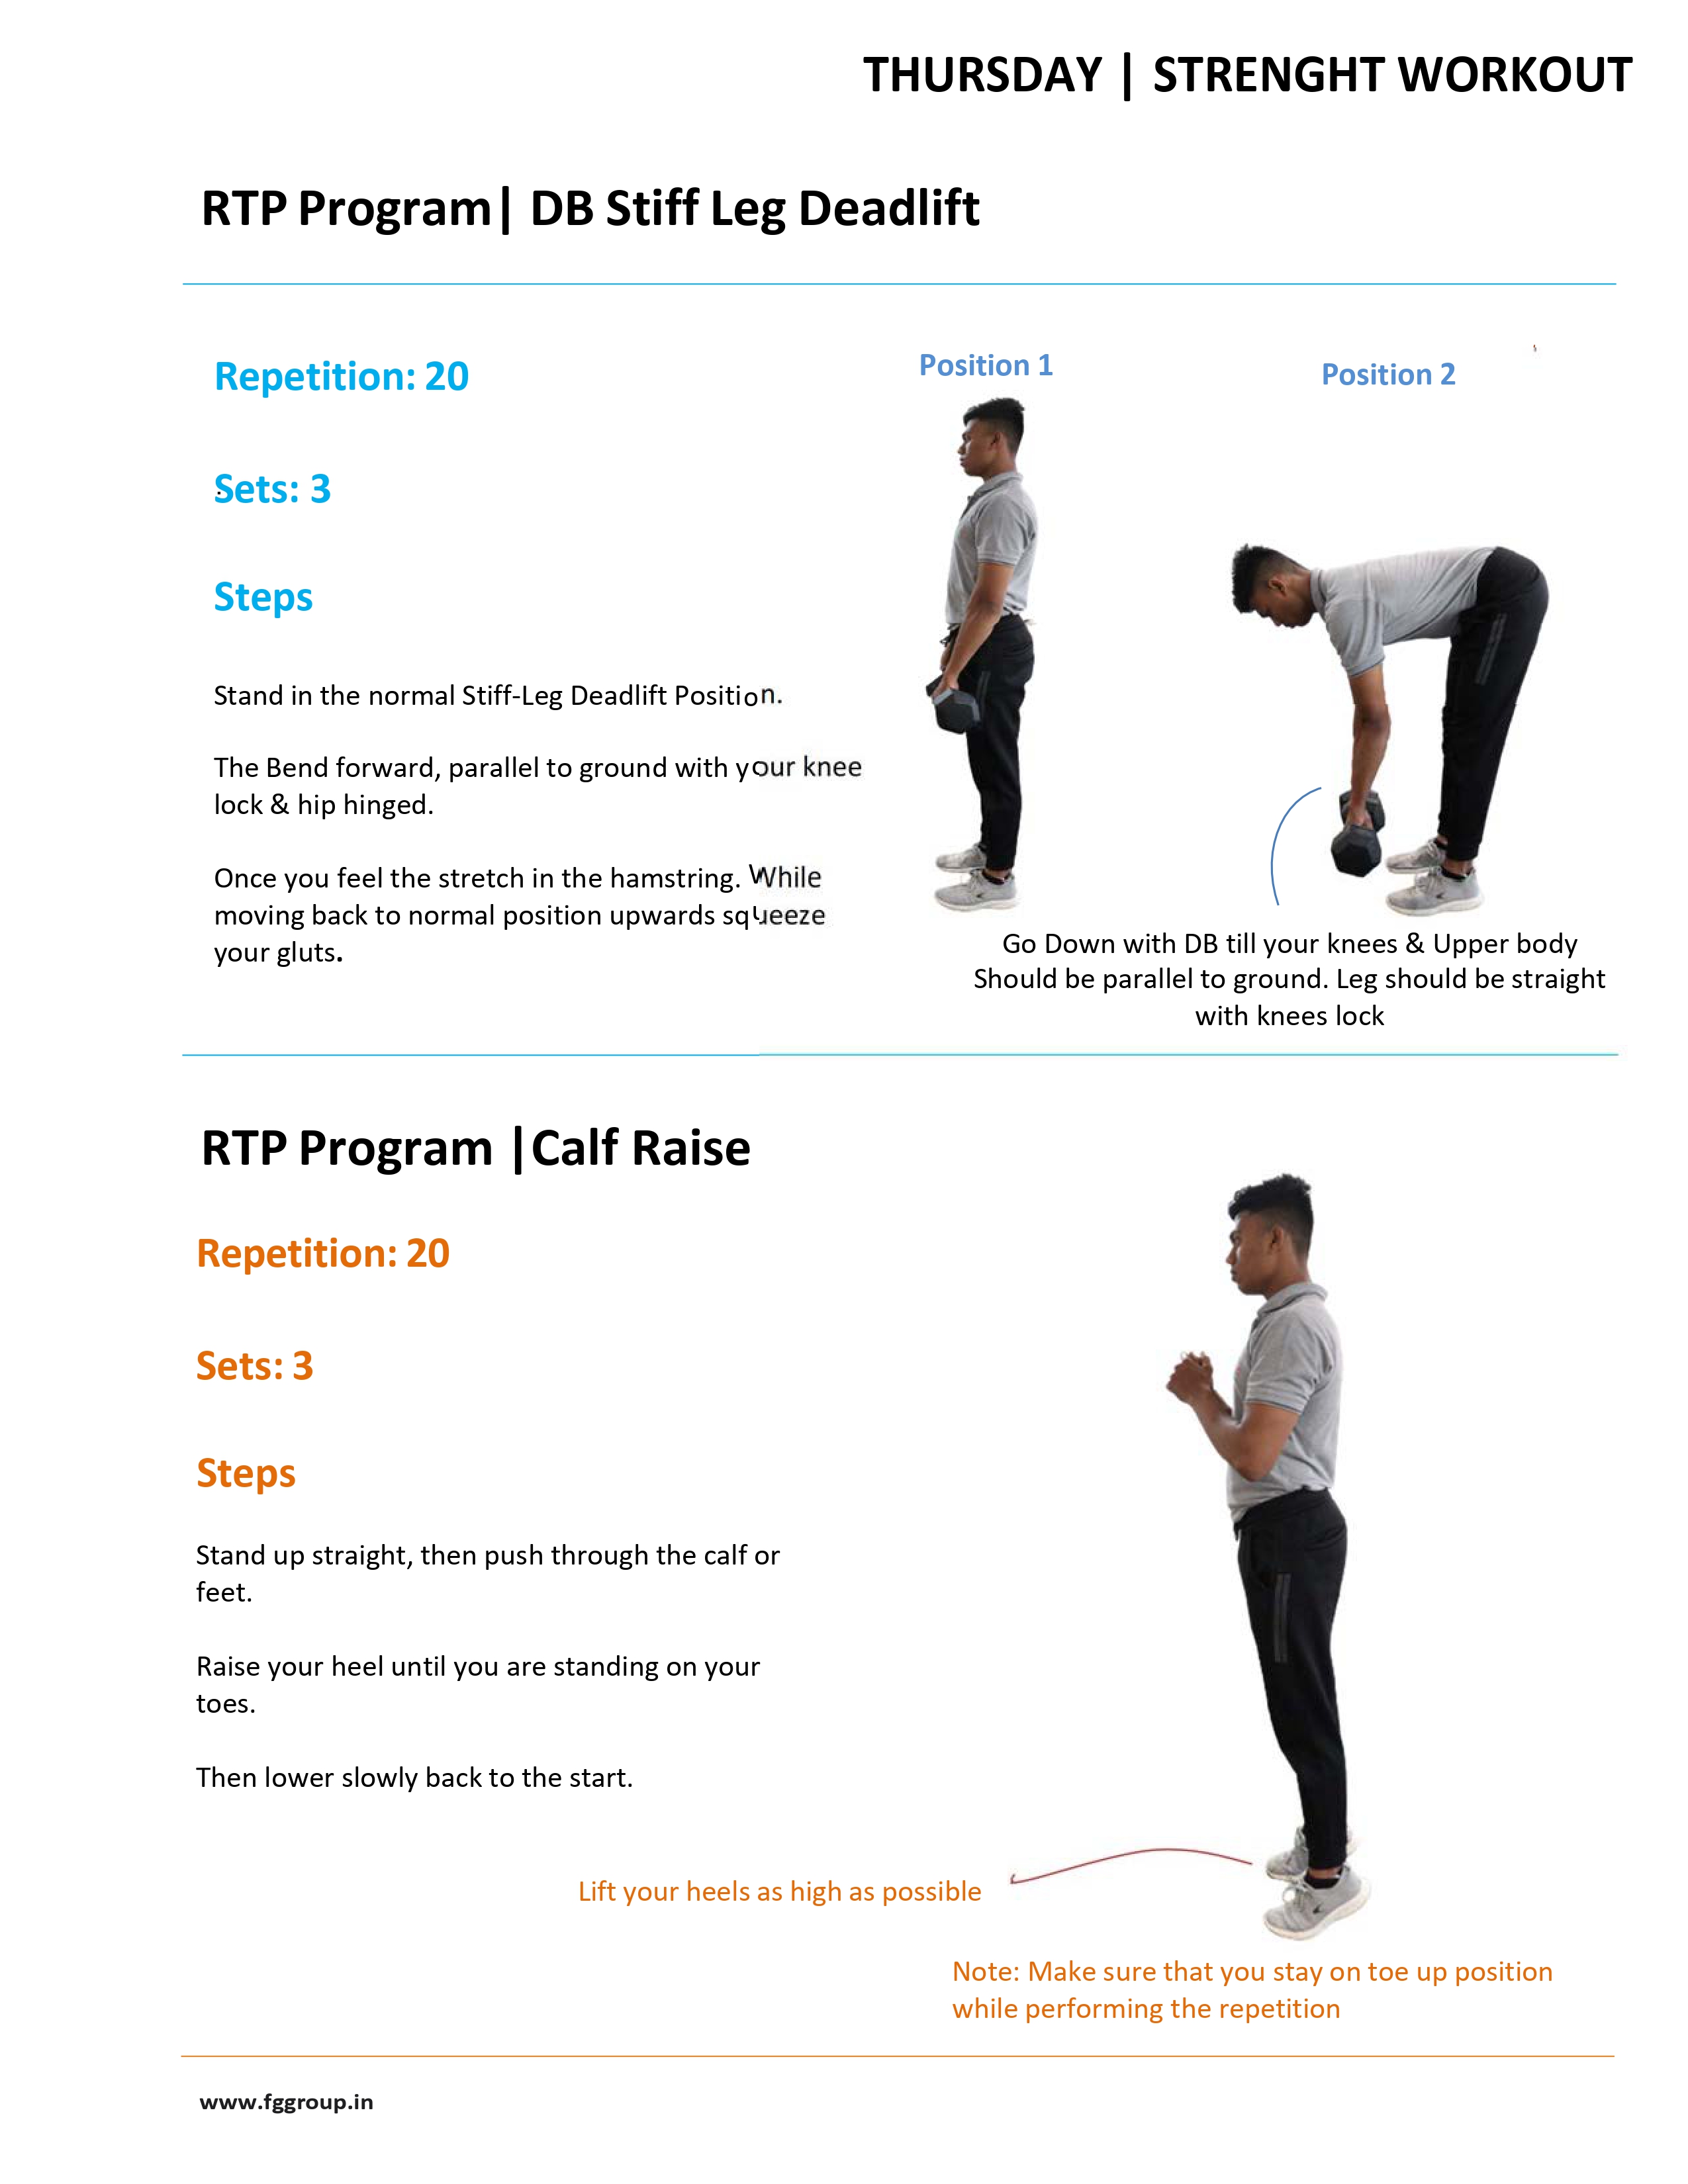 THURSDAY | STRENGHT WORKOUT
RTP Program| DB Stiff Leg Deadlift
Repetition: 20
Position 1
Position 2
Sets: 3
Steps
Stand in the normal Stiff-Leg Deadlift Position.
The Bend forward, parallel to ground with your knee
lock & hip hinged.
Once you feel the stretch in the hamstring. While
moving back to normal position upwards squeeze
your gluts.
Go Down with DB till your knees & Upper body
Should be parallel to ground. Leg should be straight
with knees lock
RTP Program |Calf Raise
Repetition: 20
Sets: 3
Steps
Stand up straight, then push through the calf or
feet.
Raise your heel until you are standing on your
toes.
Then lower slowly back to the start.
Lift your heels as high as possible
Note: Make sure that you stay on toe up position
while performing the repetition
www.fggroup.in